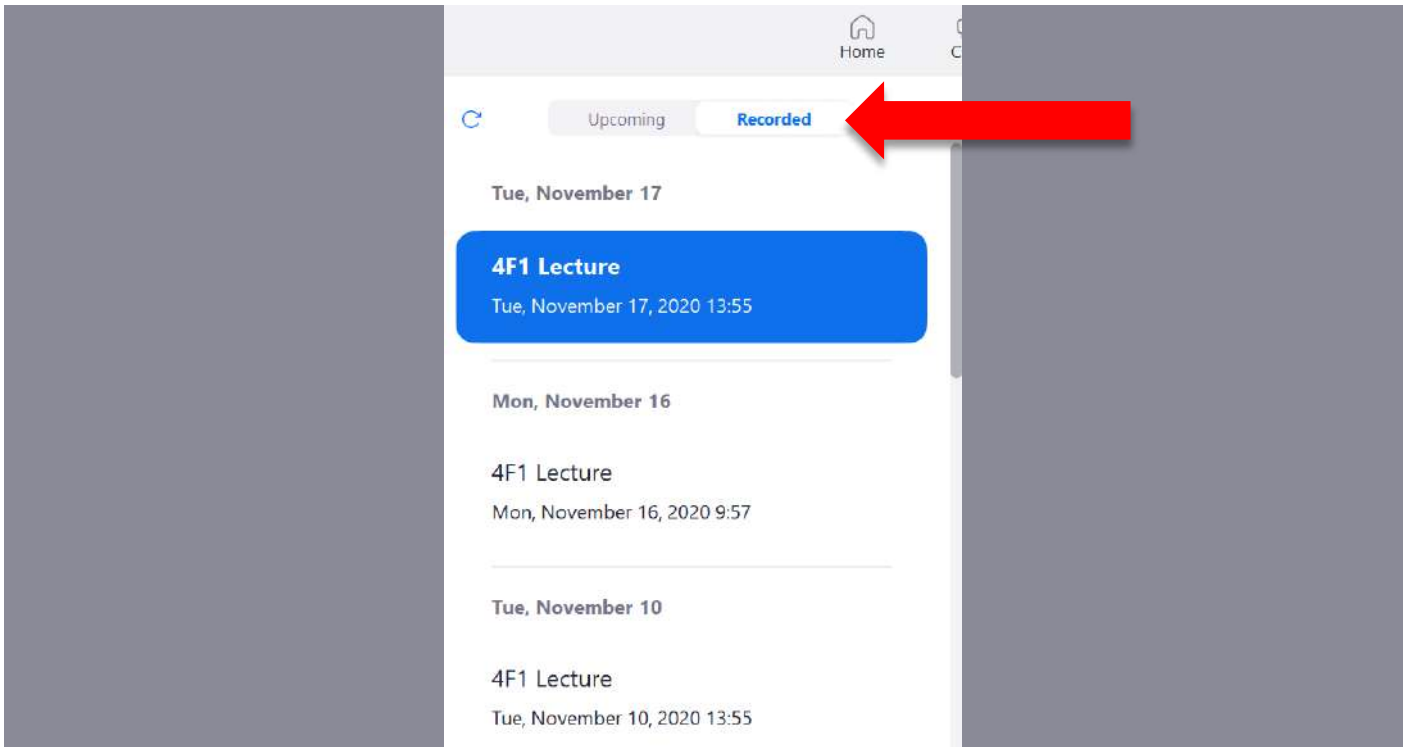 Home
Upcoming Recorded
Tue, November 17
4F1 Lecture
Tue, November 17, 2020 13:55
Mon, November 16
4F1 Lecture
Mon, November 16, 2020 9:57
Tue, November 10
4F1 Lecture
Tue, November 10, 2020 13:55